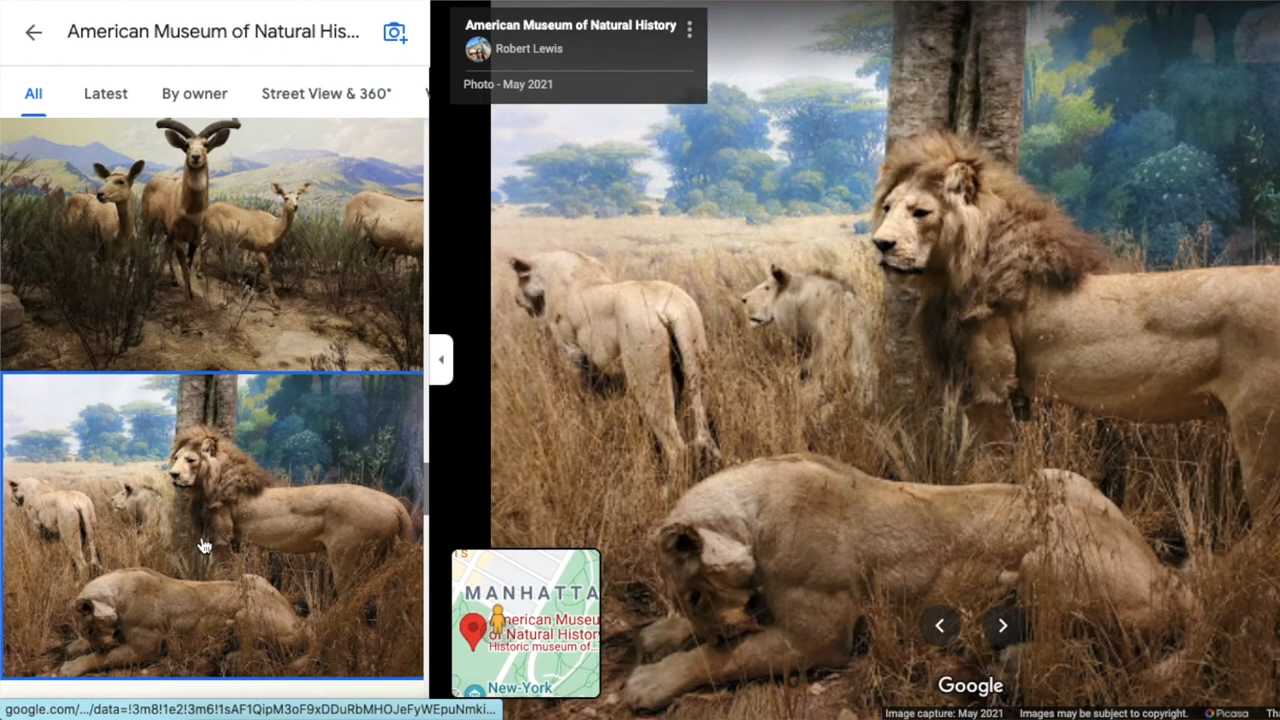 American Museum of Natural His...
All
Latest
By owner
Street View & 360°
American Museum of Natural History
Robert Lewis
Photo - May 2021
MANHATTA
American Museu
of Natural Histor
Historic museum of...
New-York
Google
google.com/.../data=!3m8!1e2!3m6!1sAF1QipM3oF9xDDuRbMHOJeFyWEpuNmki...
Image capture: May 2021
Images may be subject to copyright.
Picasa